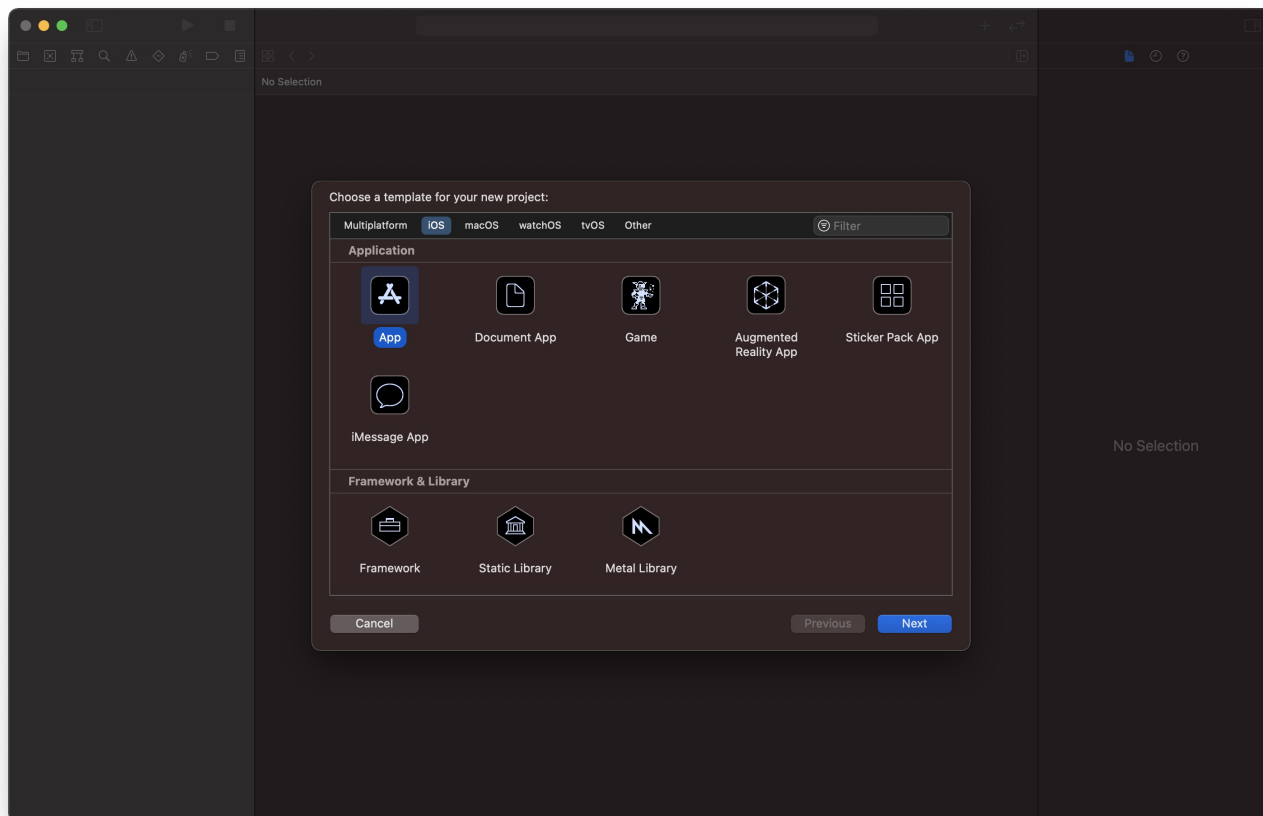 No Selection
Choose a template for your new project:
Multiplatform iOS macOS watchOS tvOS Other Filter
Application
App Document App Game Augmented Reality App Sticker Pack App
iMessage App
No Selection
Framework & Library
Framework Static Library Metal Library
Cancel Previous Next